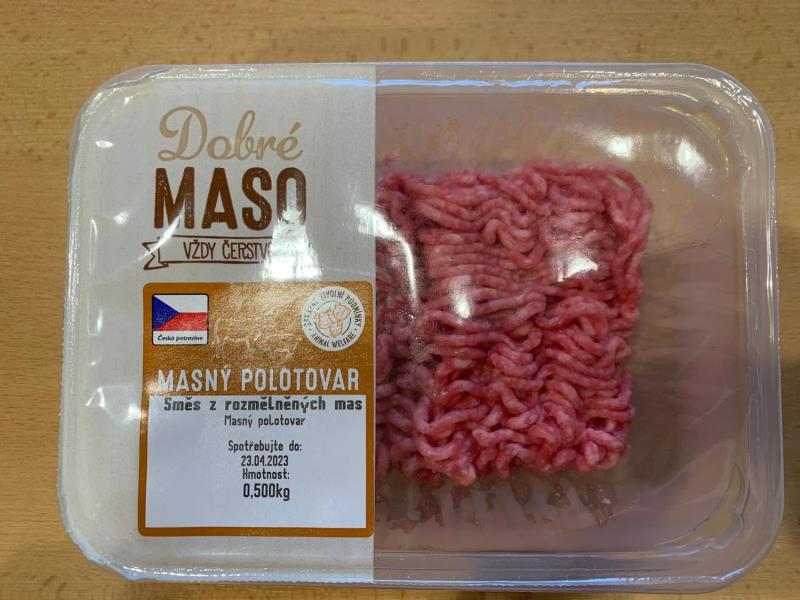 Dobré
MASO
VŽDY
Česká potravina
ANIMAL WELFARE
MASNÝ POLOTOVAR
Směs z rozmělněných mas
Masný polotovar
Spotřebujte do:
23.04.2023
Hmotnost:
0,500kg